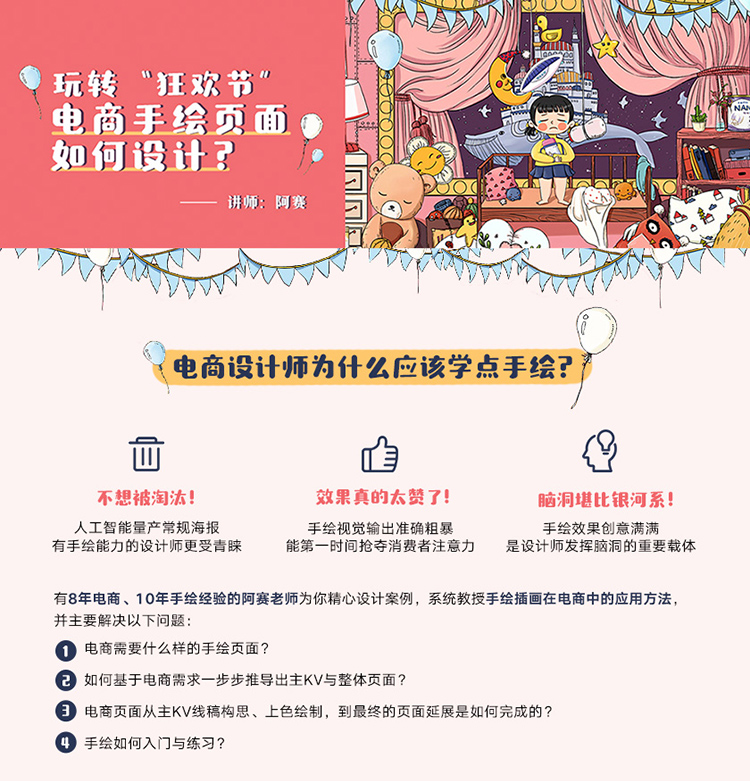 玩转“狂欢节”
电商手绘页面
如何设计?
—— 讲师: 阿赛
NA
电商设计师为什么应该学点手绘?
不想被淘汰!
效果真的太赞了!
脑洞堪比银河系!
人工智能量产常规海报
有手绘能力的设计师更受青睐
手绘视觉输出准确粗暴
能第一时间抢夺消费者注意力
手绘效果创意满满
是设计师发挥脑洞的重要载体
有8年电商、10年手绘经验的阿赛老师为你精心设计案例，系统教授手绘插画在电商中的应用方法，
并主要解决以下问题：
1 电商需要什么样的手绘页面？
2 如何基于电商需求一步步推导出主KV与整体页面？
3 电商页面从主KV线稿构思、上色绘制，到最终的页面延展是如何完成的？
4 手绘如何入门与练习？